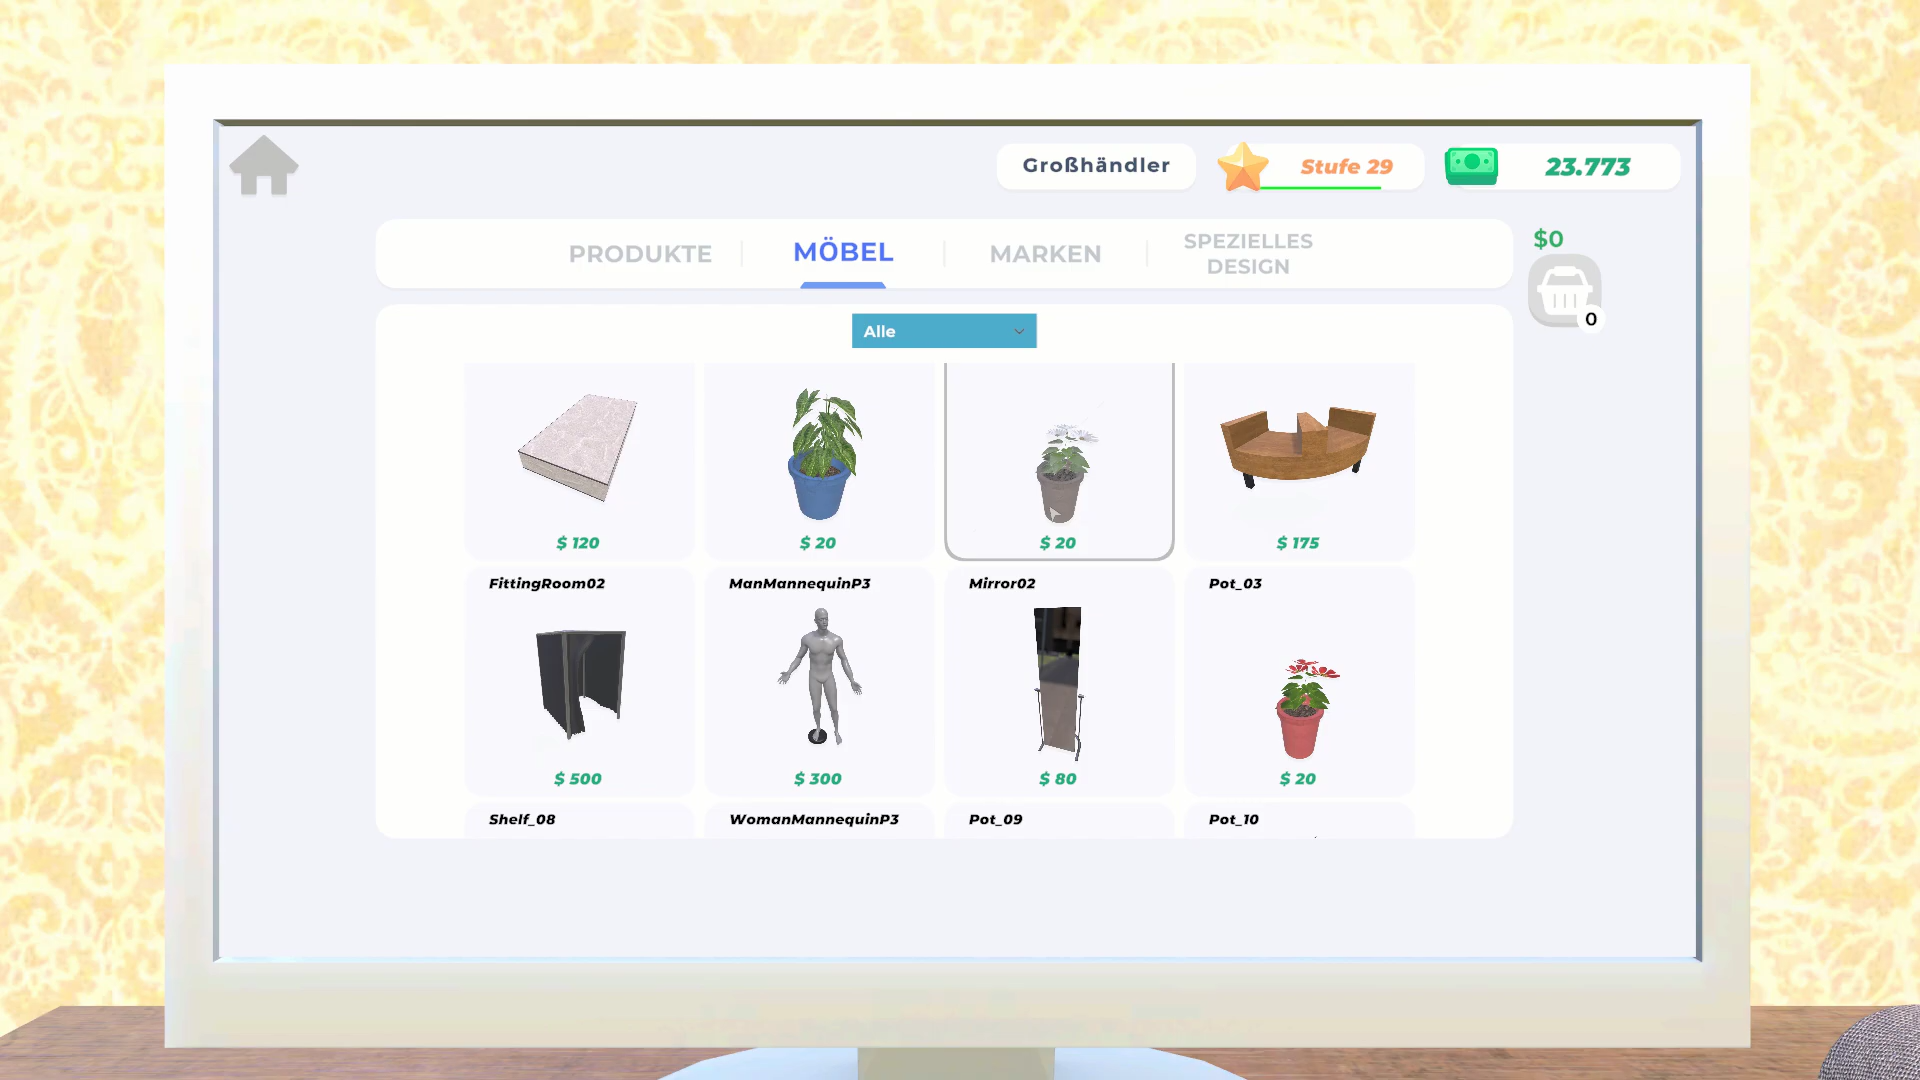 Großhändler
Stufe 29
23.773
PRODUKTE
MÖBEL
MARKEN
SPEZIELLES
DESIGN
$0
0
Alle
$ 120
$ 20
$ 20
$ 175
FittingRoom02
ManMannequinP3
Mirror02
Pot_03
$ 500
$ 300
$ 80
$ 20
Shelf_08
WomanMannequinP3
Pot_09
Pot_10